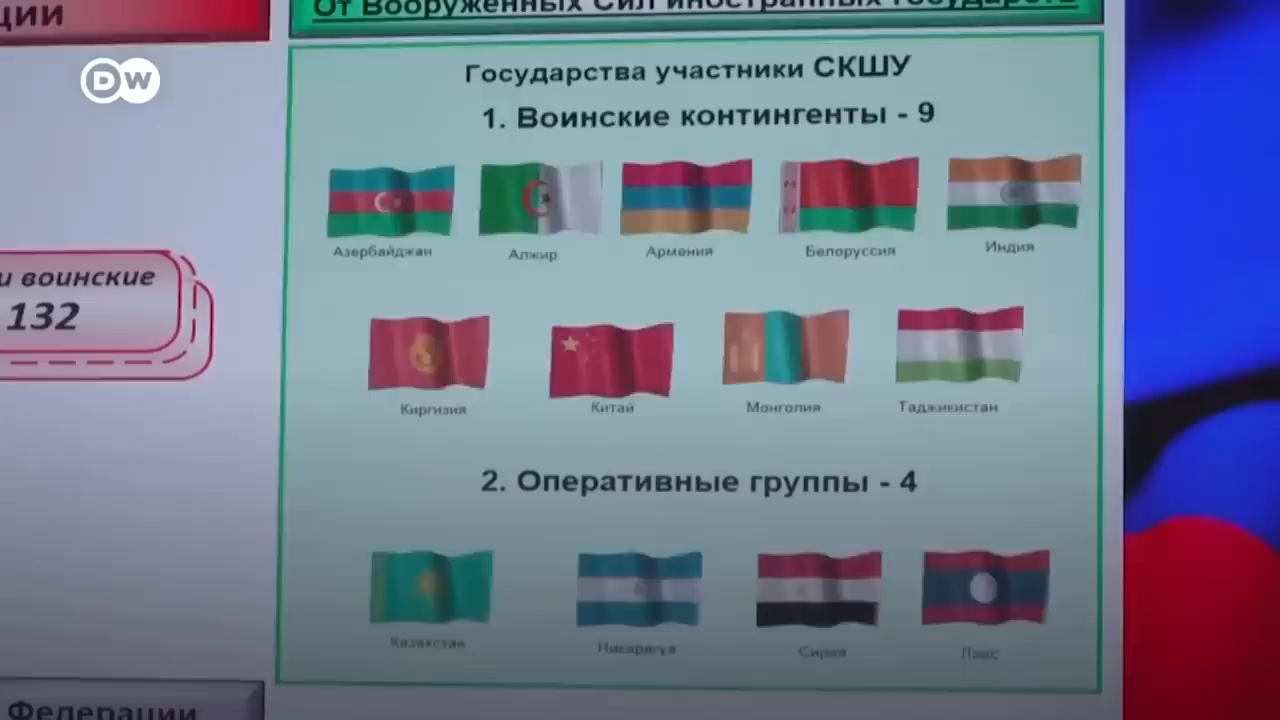 ции
От Вооруженных Сил иностранных государств
DW
Государства участники СКШУ
1. Воинские контингенты - 9
Азербайджан
Алжир
Армения
Белоруссия
Индия
и воинские
132
Киргизия
Китай
Монголия
Таджикистан
2. Оперативные группы - 4
Казахстан
Никарагуа
Сирия
Лаос
Федерации